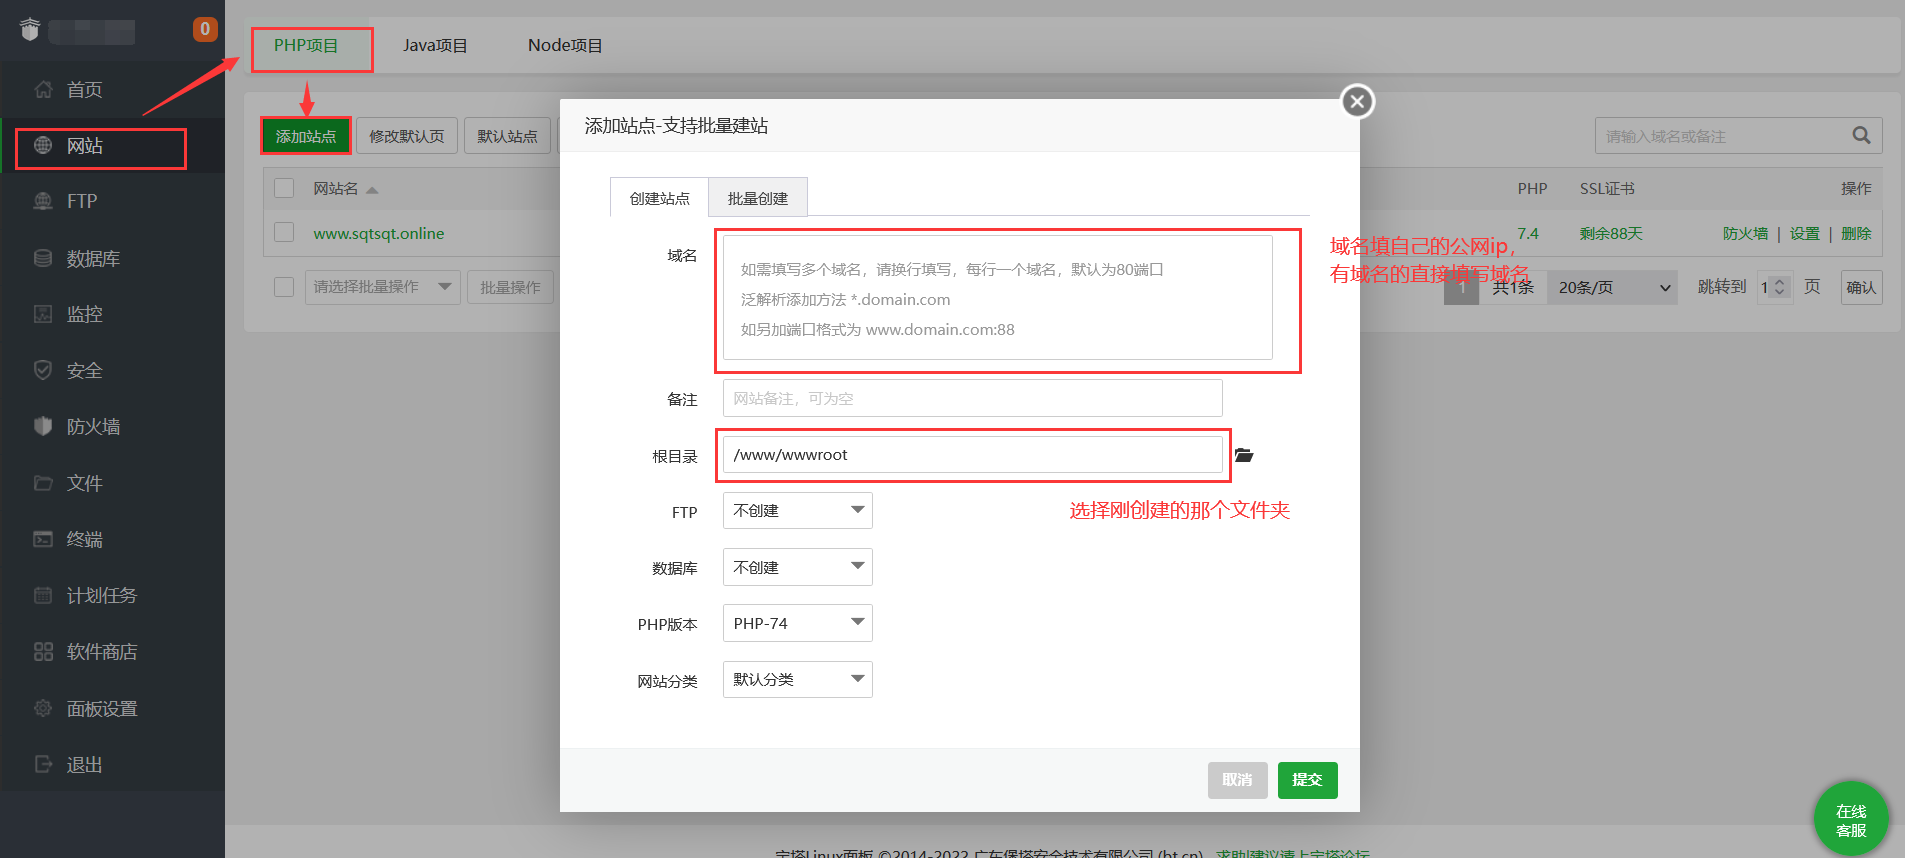 0
首页
网站
FTP
数据库
监控
安全
防火墙
文件
终端
计划任务
软件商店
面板设置
退出
PHP项目 Java项目 Node项目
添加站点 修改默认页 默认站点
请输入域名或备注
网站名 PHP SSL证书 操作
www.sqtsqt.online 7.4 剩余88天 防火墙 | 设置 | 删除
请选择批量操作 批量操作
1 共1条 20条/页 跳转到 1 页 确认
添加站点-支持批量建站
创建站点 批量创建
域名
如需填写多个域名，请换行填写，每行一个域名，默认为80端口
泛解析添加方法 *.domain.com
如另加端口格式为 www.domain.com:88
域名填自己的公网ip，
有域名的直接填写域名
备注 网站备注，可为空
根目录 /www/wwwroot
选择刚创建的那个文件夹
FTP 不创建
数据库 不创建
PHP版本 PHP-74
网站分类 默认分类
取消 提交
在线
客服
宝塔Linux面板 ©2014-2022 广东堡塔安全技术有限公司 (bt.cn) 求助|建议请上宝塔论坛